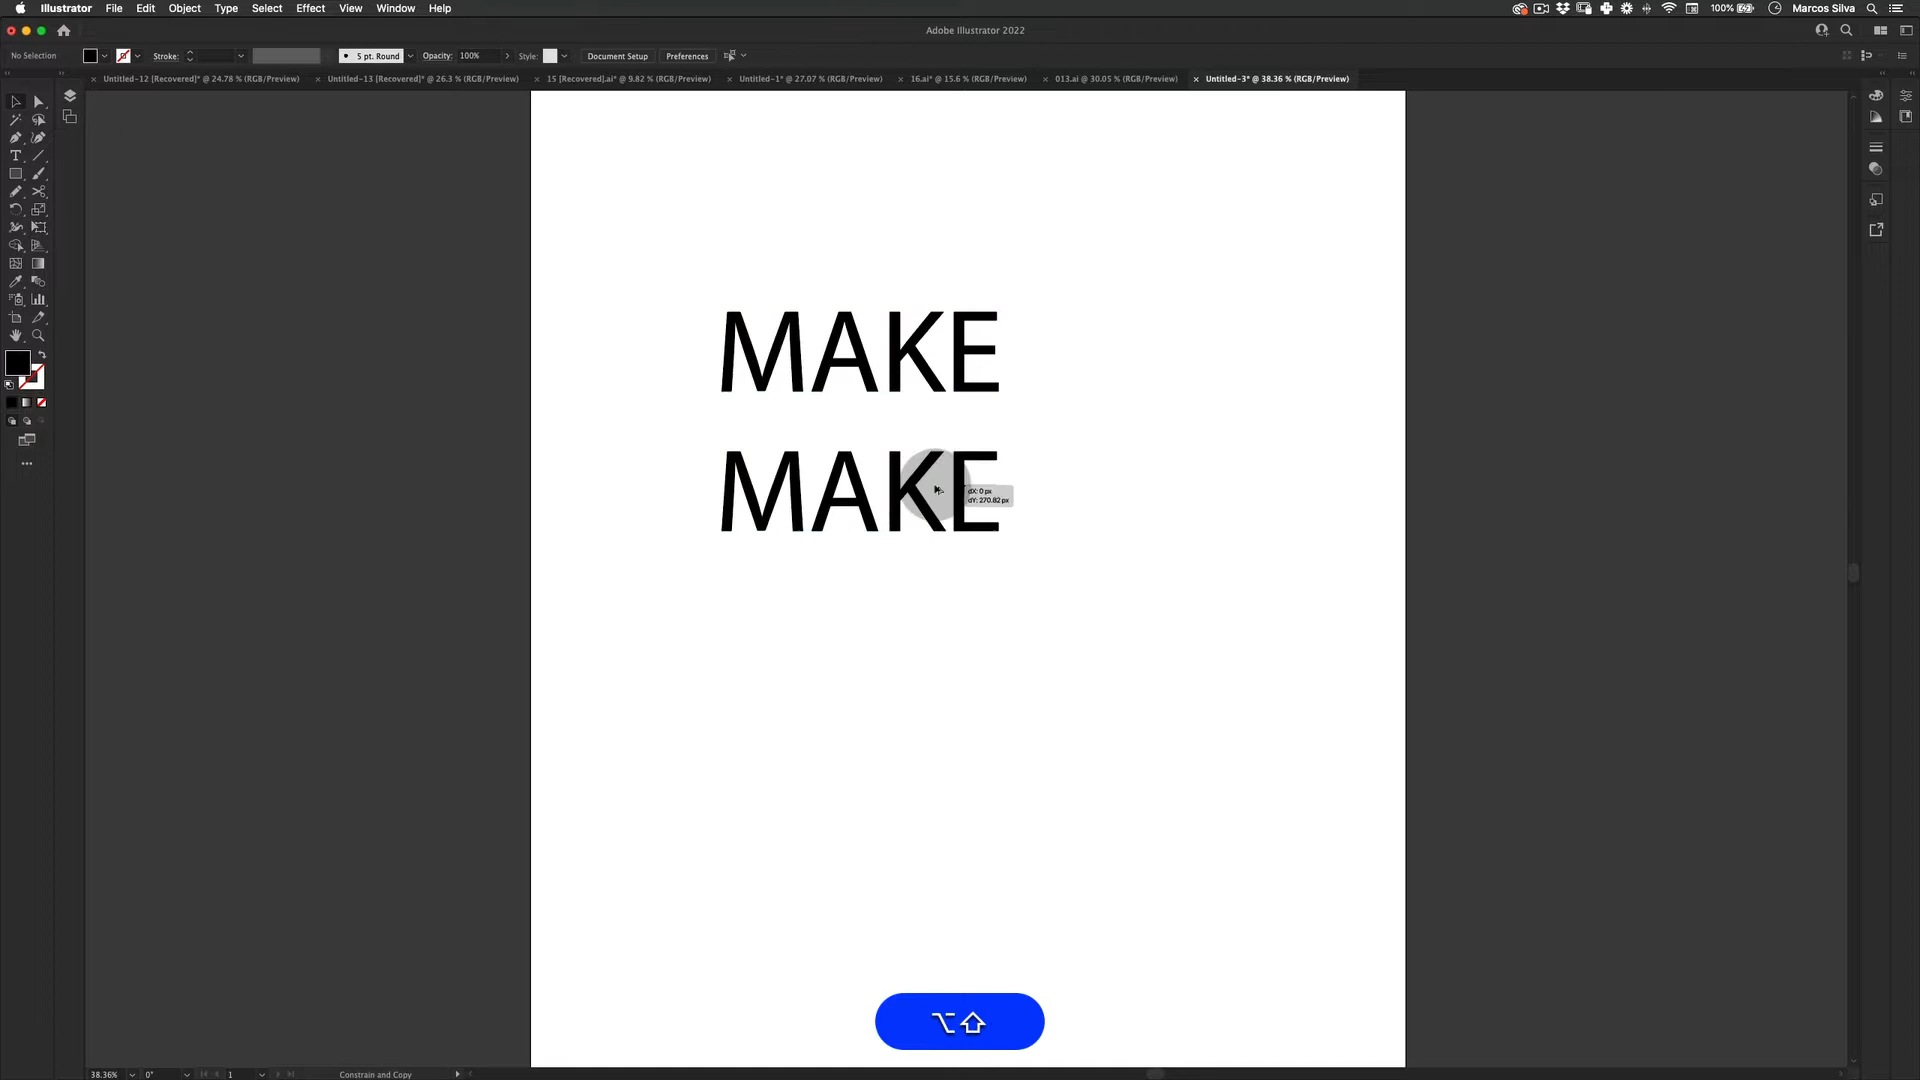 Illustrator File Edit Object Type Select Effect View Window Help 100% Marcos Silva
Adobe Illustrator 2022
No Selection Stroke: 5 pt. Round Opacity: 100% Style: Document Setup Preferences
Untitled-12 [Recovered]* @ 24.78 % (RGB/Preview) Untitled-13 [Recovered]* @ 26.3 % (RGB/Preview) 15 [Recovered].ai* @ 9.82 % (RGB/Preview) Untitled-1* @ 27.07 % (RGB/Preview) 16.ai* @ 15.6 % (RGB/Preview) 013.ai @ 30.05 % (RGB/Preview) Untitled-3* @ 38.36 % (RGB/Preview)
MAKE
MAKE
dX: 0 px
dY: 270.82 px
38.36% 0° 1 Constrain and Copy